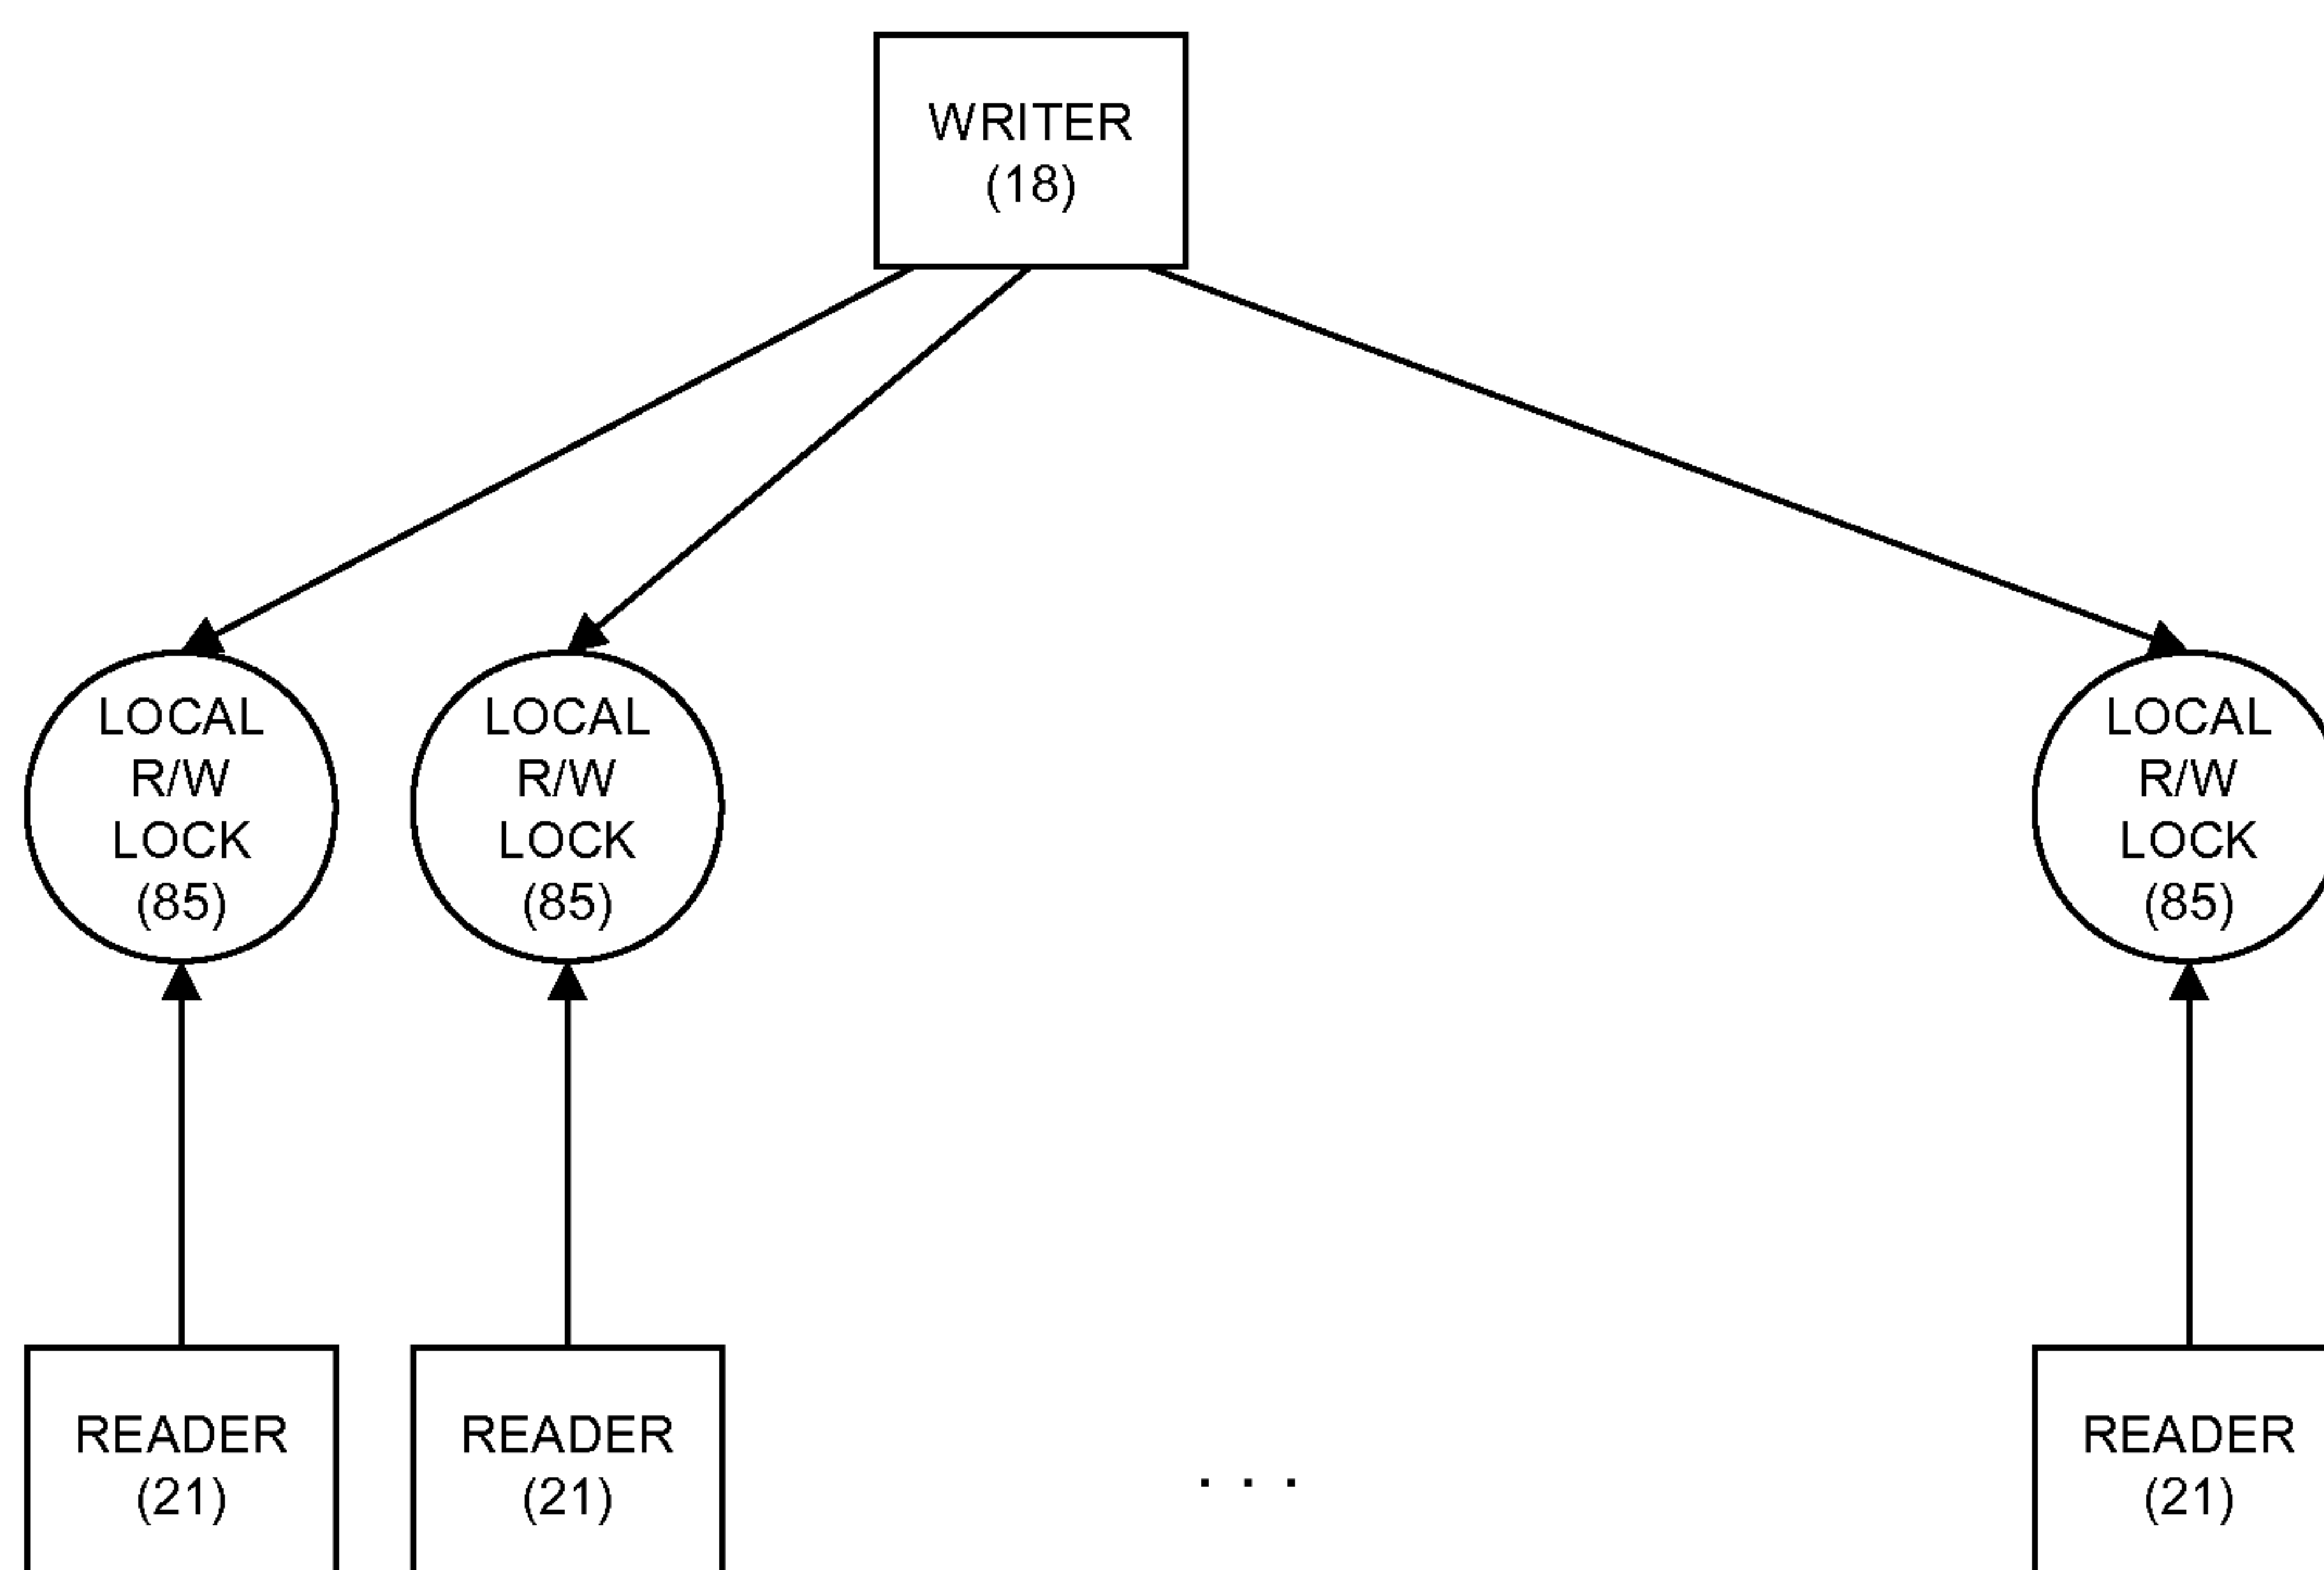 WRITER
(18)
LOCAL
R/W
LOCK
(85)
LOCAL
R/W
LOCK
(85)
LOCAL
R/W
LOCK
(85)
READER
(21)
READER
(21)
. . .
READER
(21)